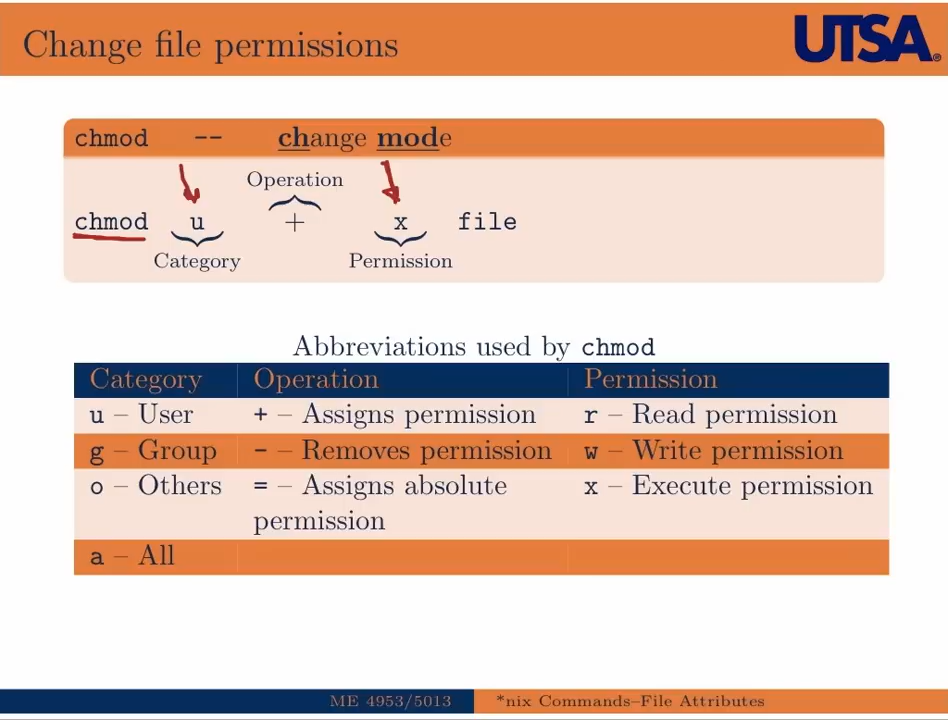 Change file permissions
UTSA®
chmod -- change mode
Operation
chmod u + x file
Category Permission
Abbreviations used by chmod
Category Operation Permission
u – User + – Assigns permission r – Read permission
g – Group - – Removes permission w – Write permission
o – Others = – Assigns absolute permission x – Execute permission
a – All
ME 4953/5013 *nix Commands–File Attributes